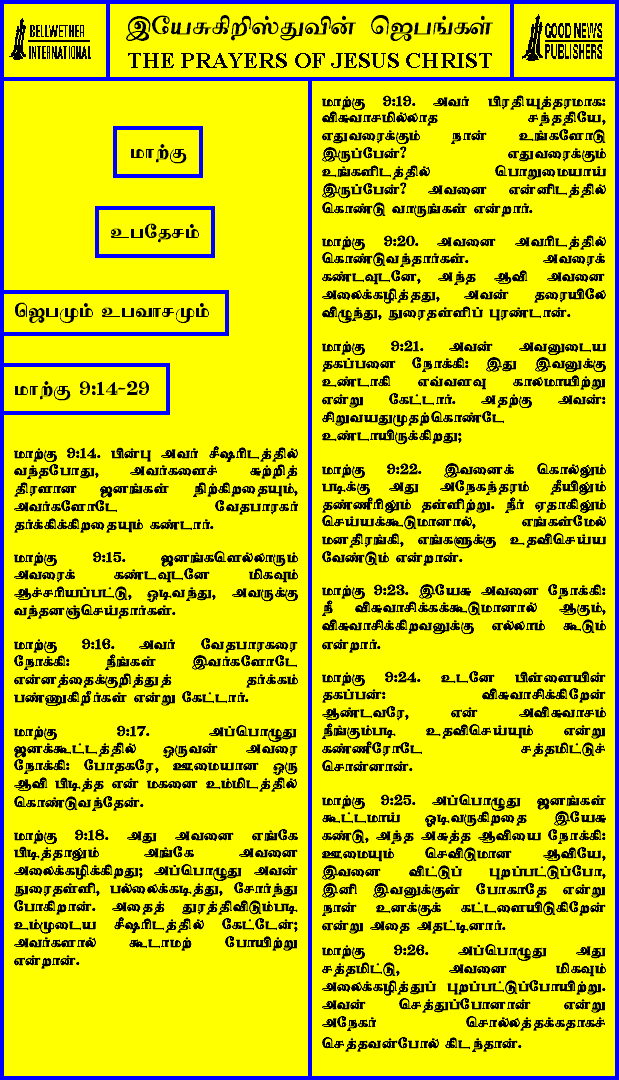 BELLWETHER
INTERNATIONAL
இயேசுகிறிஸ்துவின் ஜெபங்கள்
THE PRAYERS OF JESUS CHRIST
GOOD NEWS
PUBLISHERS
மாற்கு
உபதேசம்
ஜெபமும் உபவாசமும்
மாற்கு 9:14-29
மாற்கு 9:14. பின்பு அவர் சீஷரிடத்தில்
வந்தபோது, அவர்களைச் சுற்றித்
திரளான ஜனங்கள் நிற்கிறதையும்,
அவர்களோடே வேதபாரகர்
தர்க்கிக்கிறதையும் கண்டார்.
மாற்கு 9:15. ஜனங்களெல்லாரும்
அவரைக் கண்டவுடனே மிகவும்
ஆச்சரியப்பட்டு, ஓடிவந்து, அவருக்கு
வந்தனஞ்செய்தார்கள்.
மாற்கு 9:16. அவர் வேதபாரகரை
நோக்கி: நீங்கள் இவர்களோடே
என்னத்தைக்குறித்துத் தர்க்கம்
பண்ணுகிறீர்கள் என்று கேட்டார்.
மாற்கு 9:17. அப்பொழுது
ஜனக்கூட்டத்தில் ஒருவன் அவரை
நோக்கி: போதகரே, ஊமையான ஒரு
ஆவி பிடித்த என் மகனை உம்மிடத்தில்
கொண்டுவந்தேன்.
மாற்கு 9:18. அது அவனை எங்கே
பிடித்தாலும் அங்கே அவனை
அலைக்கழிக்கிறது; அப்பொழுது அவன்
நுரைதள்ளி, பல்லைக்கடித்து, சோர்ந்து
போகிறான். அதைத் துரத்திவிடும்படி
உம்முடைய சீஷரிடத்தில் கேட்டேன்;
அவர்களால் கூடாமற் போயிற்று
என்றான்.
மாற்கு 9:19. அவர் பிரதியுத்தரமாக:
விசுவாசமில்லாத சந்ததியே,
எதுவரைக்கும் நான் உங்களோடு
இருப்பேன்? எதுவரைக்கும்
உங்களிடத்தில் பொறுமையாய்
இருப்பேன்? அவனை என்னிடத்தில்
கொண்டு வாருங்கள் என்றார்.
மாற்கு 9:20. அவனை அவரிடத்தில்
கொண்டுவந்தார்கள். அவரைக்
கண்டவுடனே, அந்த ஆவி அவனை
அலைக்கழித்தது, அவன் தரையிலே
விழுந்து, நுரைதள்ளிப் புரண்டான்.
மாற்கு 9:21. அவன் அவனுடைய
தகப்பனை நோக்கி: இது இவனுக்கு
உண்டாகி எவ்வளவு காலமாயிற்று
என்று கேட்டார். அதற்கு அவன்:
சிறுவயதுமுதற்கொண்டே
உண்டாயிருக்கிறது;
மாற்கு 9:22. இவனைக் கொல்லும்
படிக்கு அது அநேகந்தரம் தீயிலும்
தண்ணீரிலும் தள்ளிற்று. நீர் ஏதாகிலும்
செய்யக்கூடுமானால், எங்கள்மேல்
மனதிரங்கி, எங்களுக்கு உதவிசெய்ய
வேண்டும் என்றான்.
மாற்கு 9:23. இயேசு அவனை நோக்கி:
நீ விசுவாசிக்கக்கூடுமானால் ஆகும்,
விசுவாசிக்கிறவனுக்கு எல்லாம் கூடும்
என்றார்.
மாற்கு 9:24. உடனே பிள்ளையின்
தகப்பன்: விசுவாசிக்கிறேன்
ஆண்டவரே, என் அவிசுவாசம்
நீங்கும்படி உதவிசெய்யும் என்று
கண்ணீரோடே சத்தமிட்டுச்
சொன்னான்.
மாற்கு 9:25. அப்பொழுது ஜனங்கள்
கூட்டமாய் ஓடிவருகிறதை இயேசு
கண்டு, அந்த அசுத்த ஆவியை நோக்கி:
ஊமையும் செவிடுமான ஆவியே,
இவனை விட்டுப் புறப்பட்டுப்போ,
இனி இவனுக்குள் போகாதே என்று
நான் உனக்குக் கட்டளையிடுகிறேன்
என்று அதை அதட்டினார்.
மாற்கு 9:26. அப்பொழுது அது
சத்தமிட்டு, அவனை மிகவும்
அலைக்கழித்துப் புறப்பட்டுப்போயிற்று.
அவன் செத்துப்போனான் என்று
அநேகர் சொல்லத்தக்கதாகச்
செத்தவன்போல் கிடந்தான்.